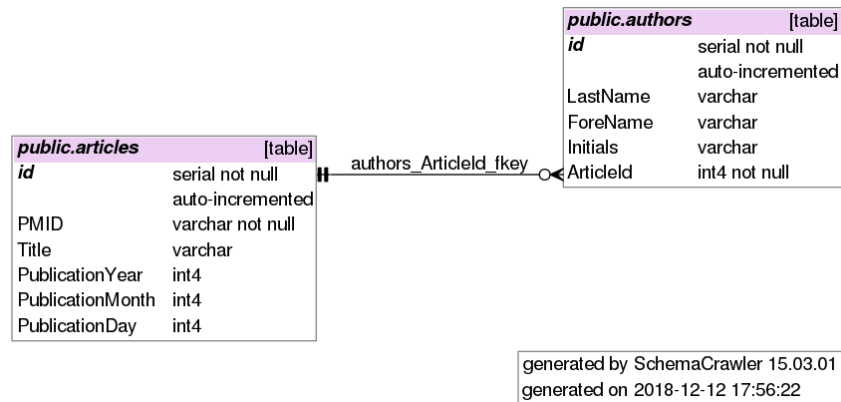 public.articles [table]
id serial not null
auto-incremented
PMID varchar not null
Title varchar
PublicationYear int4
PublicationMonth int4
PublicationDay int4
authors_ArticleId_fkey
public.authors [table]
id serial not null
auto-incremented
LastName varchar
ForeName varchar
Initials varchar
ArticleId int4 not null
generated by SchemaCrawler 15.03.01
generated on 2018-12-12 17:56:22